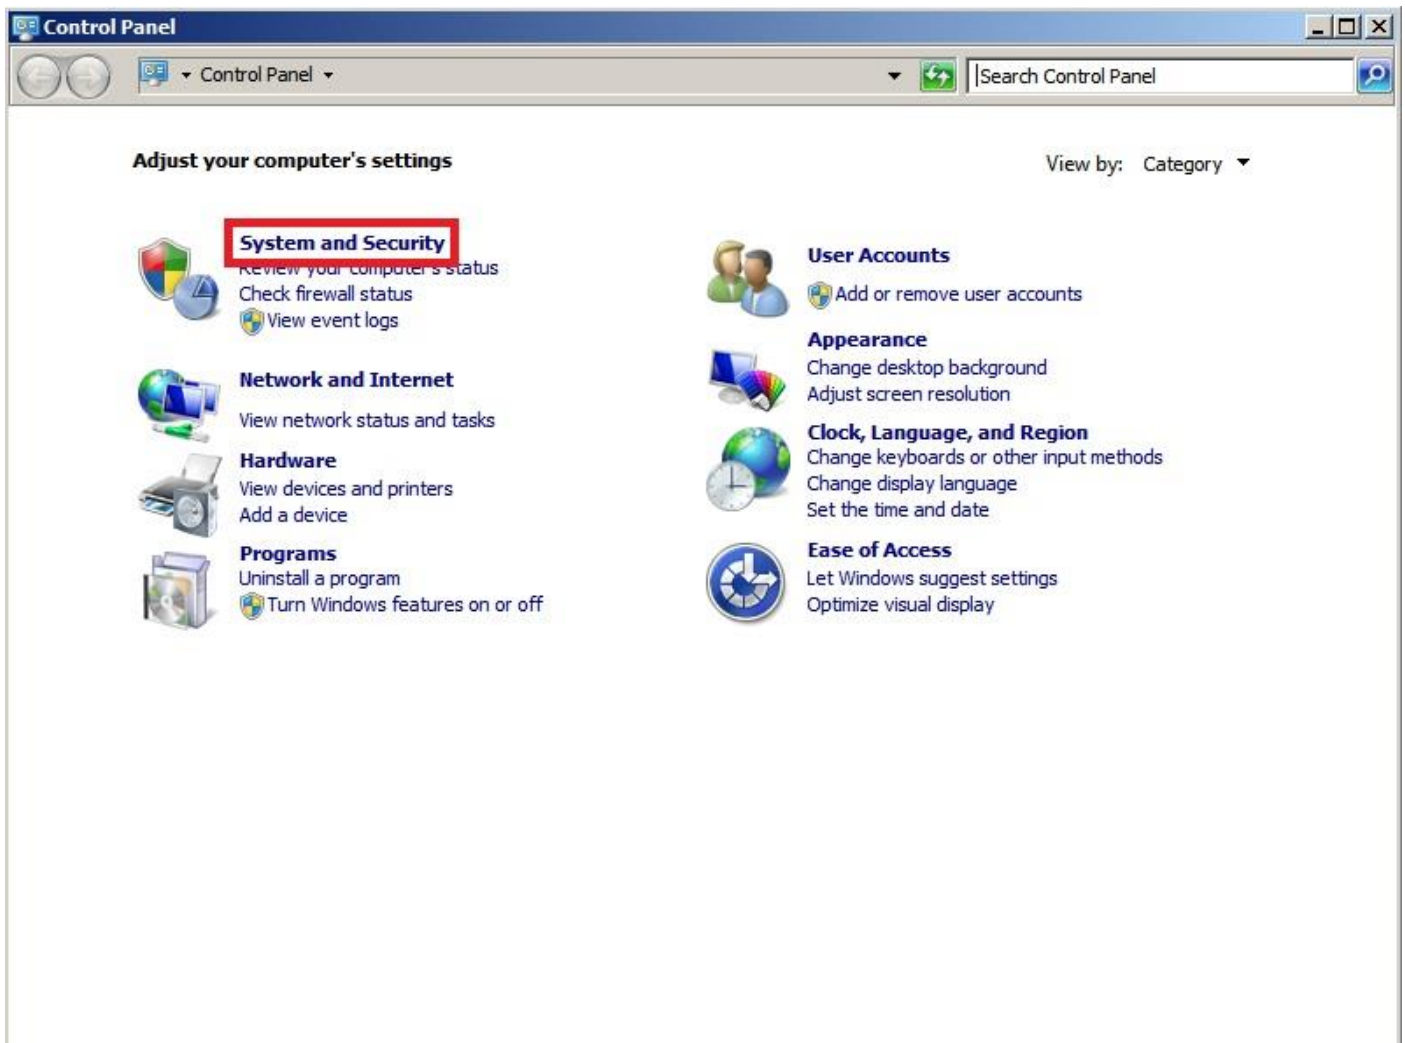 Control Panel
Control Panel
Search Control Panel
Adjust your computer's settings
View by: Category
System and Security
Review your computer's status
Check firewall status
View event logs
Network and Internet
View network status and tasks
Hardware
View devices and printers
Add a device
Programs
Uninstall a program
Turn Windows features on or off
User Accounts
Add or remove user accounts
Appearance
Change desktop background
Adjust screen resolution
Clock, Language, and Region
Change keyboards or other input methods
Change display language
Set the time and date
Ease of Access
Let Windows suggest settings
Optimize visual display